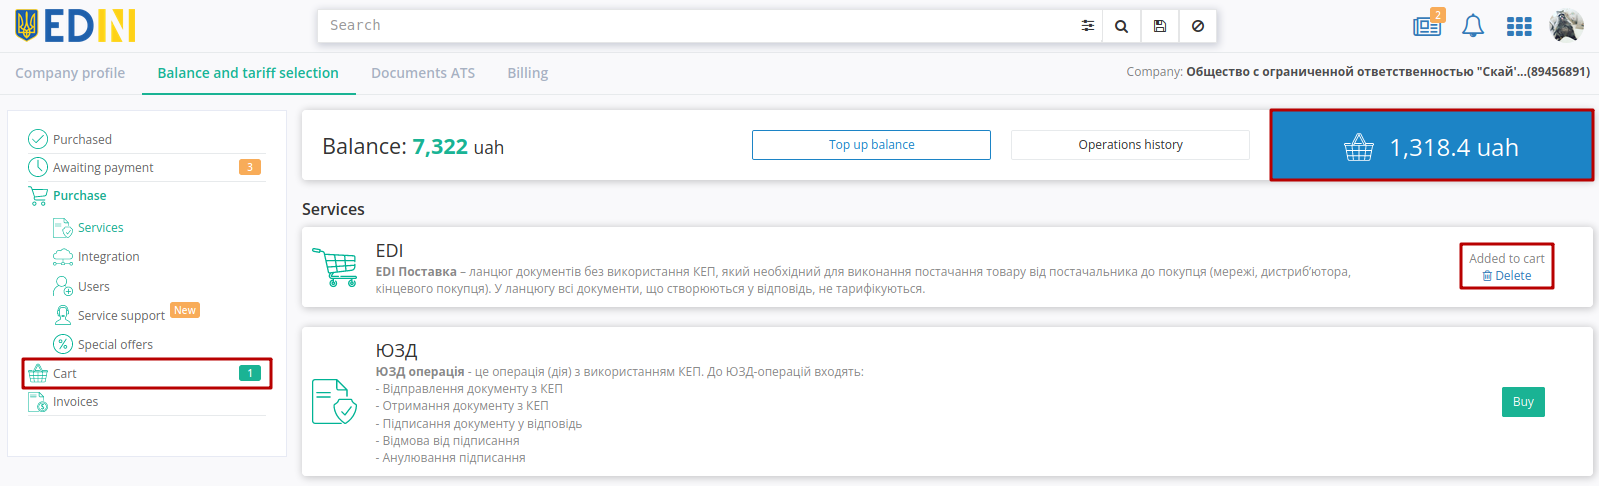 EDIN
Search
2
Company profile
Balance and tariff selection
Documents ATS
Billing
Company: Общество с ограниченной ответственностью "Скай'...(89456891)
Purchased
Awaiting payment 3
Purchase
Services
Integration
Users
Service support New
Special offers
Cart 1
Invoices
Balance: 7,322 uah
Top up balance
Operations history
1,318.4 uah
Services
EDI
EDI Поставка – ланцюг документів без використання КЕП, який необхідний для виконання постачання товару від постачальника до покупця (мережі, дистриб'ютора,
кінцевого покупця). У ланцюгу всі документи, що створюються у відповідь, не тарифікуються.
Added to cart
Delete
ЮЗД
ЮЗД операція - це операція (дія) з використанням КЕП. До ЮЗД-операцій входять:
- Відправлення документу з КЕП
- Отримання документу з КЕП
- Підписання документу у відповідь
- Відмова від підписання
- Анулювання підписання
Buy